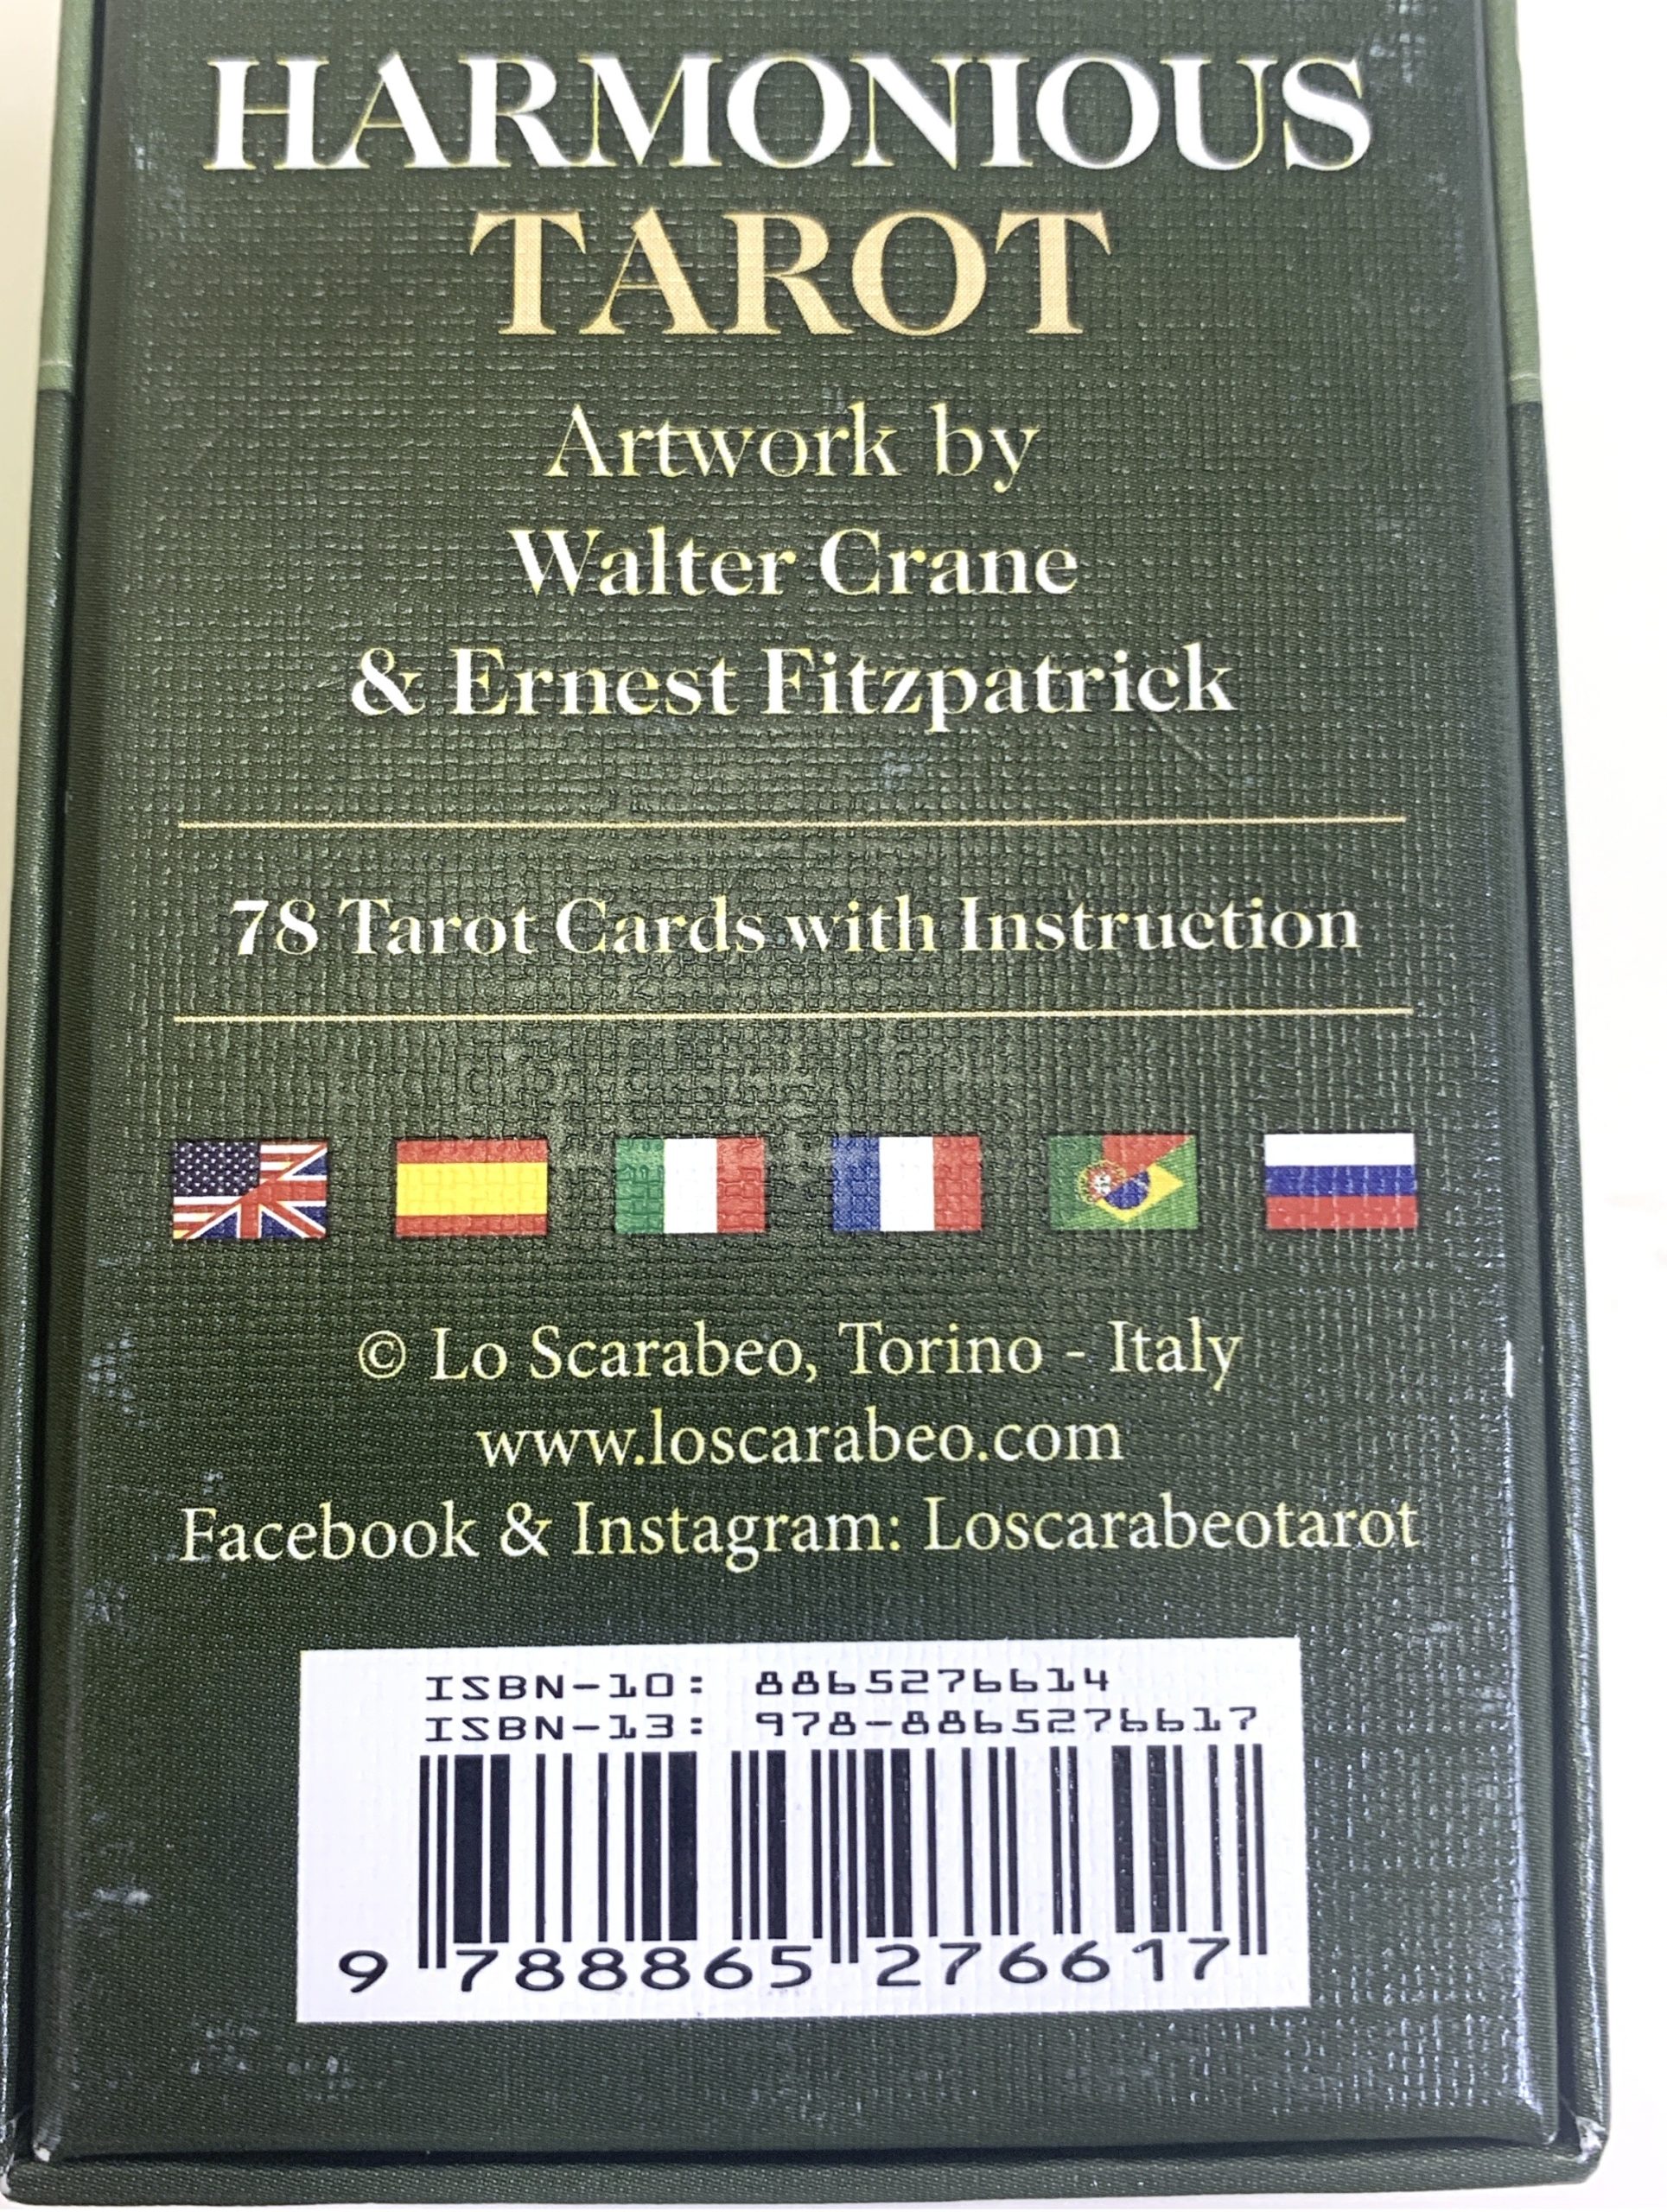 HARMONIOUS
TAROT
Artwork by
Walter Crane
& Ernest Fitzpatrick
78 Tarot Cards with Instruction
© Lo Scarabeo, Torino - Italy
www.loscarabeo.com
Facebook & Instagram: Loscarabeotarot
ISBN-10: 8865276614
ISBN-13: 978-8865276617
9 788865 276617